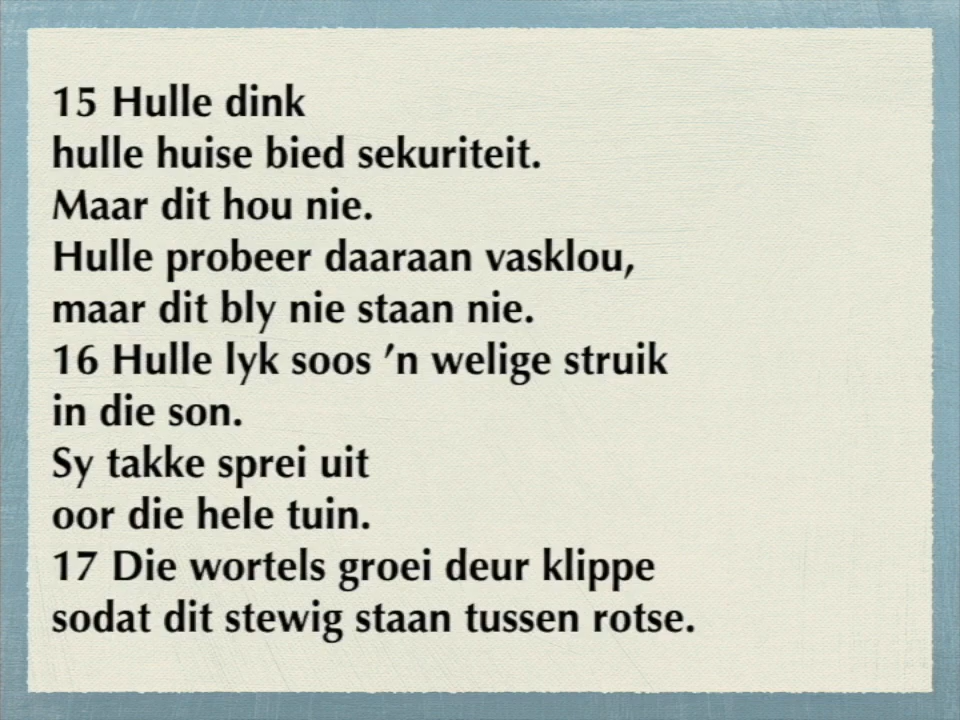 15 Hulle dink
hulle huise bied sekuriteit.
Maar dit hou nie.
Hulle probeer daaraan vasklou,
maar dit bly nie staan nie.
16 Hulle lyk soos ’n welige struik
in die son.
Sy takke sprei uit
oor die hele tuin.
17 Die wortels groei deur klippe
sodat dit stewig staan tussen rotse.